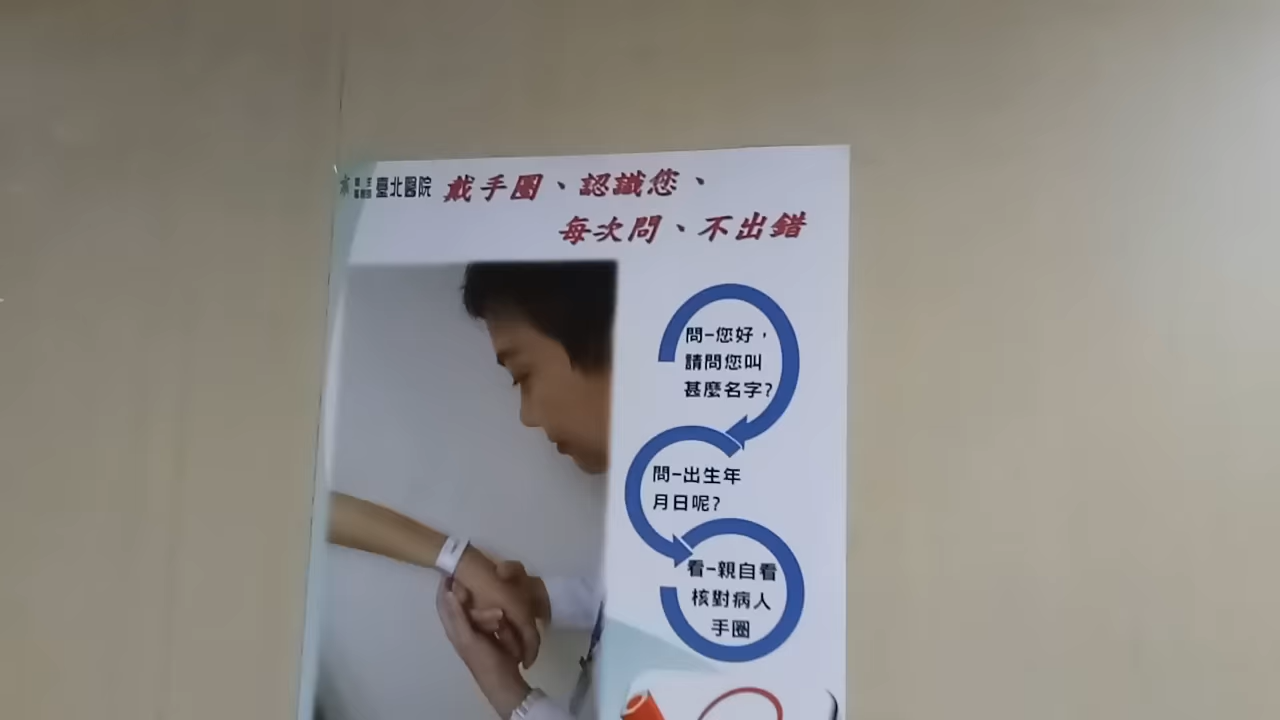 臺北醫院
戴手圈、認識您、
每次問、不出錯
問-您好，
請問您叫
甚麼名字?
問-出生年
月日呢?
看-親自看
核對病人
手圈